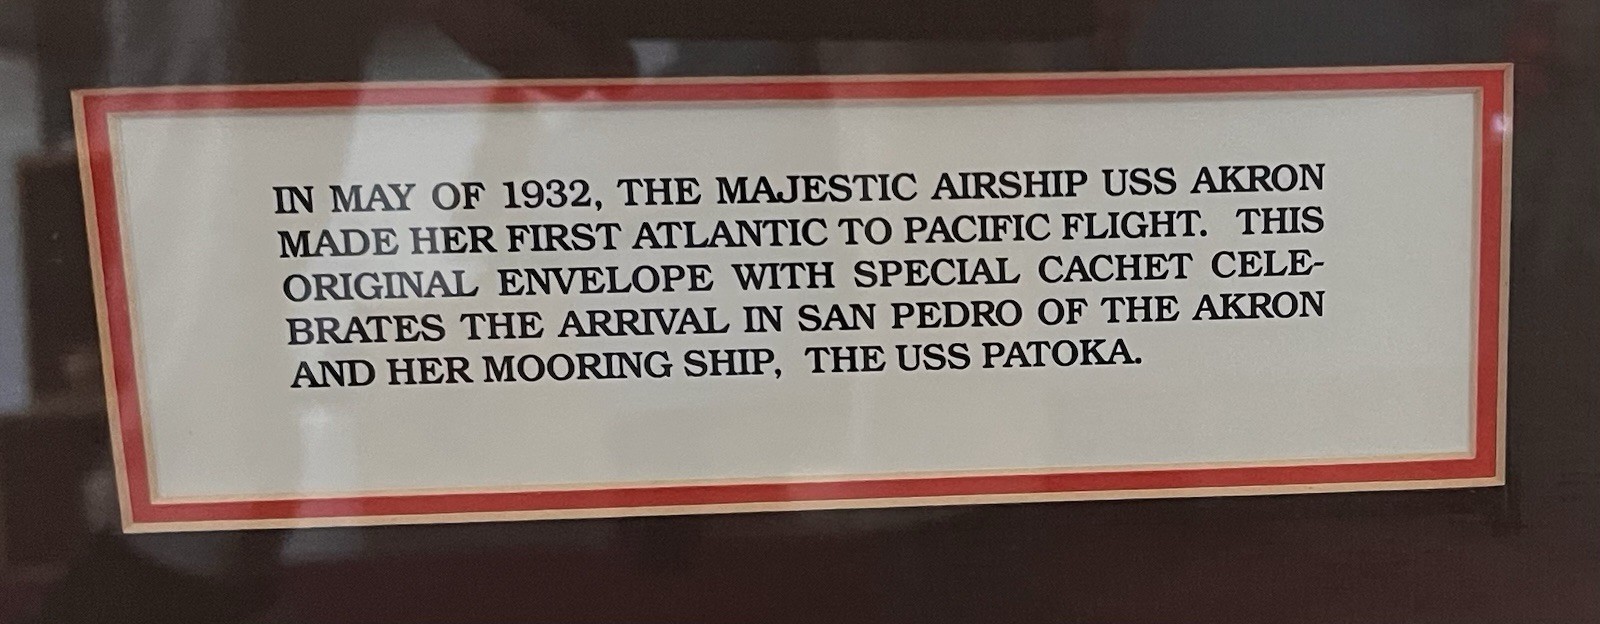 IN MAY OF 1932, THE MAJESTIC AIRSHIP USS AKRON
MADE HER FIRST ATLANTIC TO PACIFIC FLIGHT. THIS
ORIGINAL ENVELOPE WITH SPECIAL CACHET CELE-
BRATES THE ARRIVAL IN SAN PEDRO OF THE AKRON
AND HER MOORING SHIP, THE USS PATOKA.